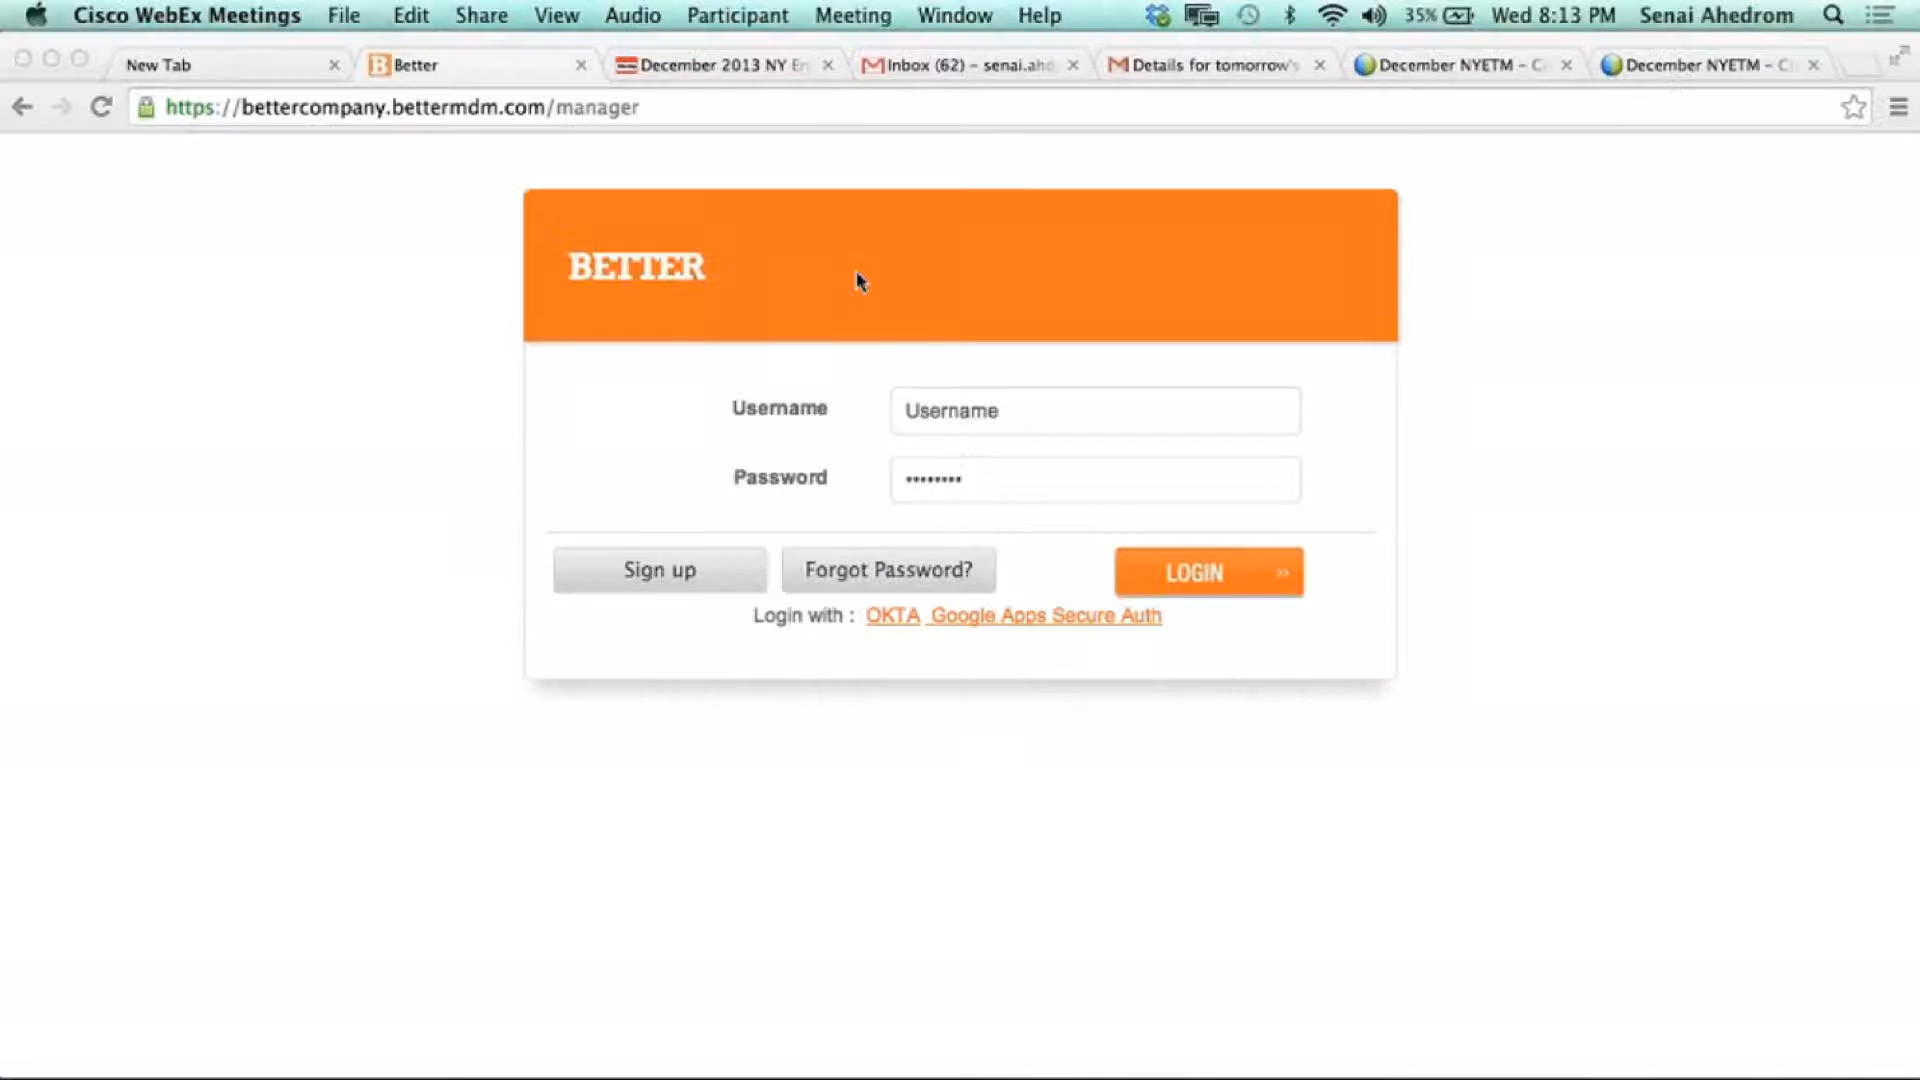 Cisco WebEx Meetings File Edit Share View Audio Participant Meeting Window Help 35% Wed 8:13 PM Senai Ahedrom
New Tab Better December 2013 NY En Inbox (62) - senai.ahe Details for tomorrow's December NYETM - December NYETM -
https://bettercompany.bettermdm.com/manager
BETTER
Username Username
Password ••••••••
Sign up Forgot Password? LOGIN »
Login with : OKTA Google Apps Secure Auth